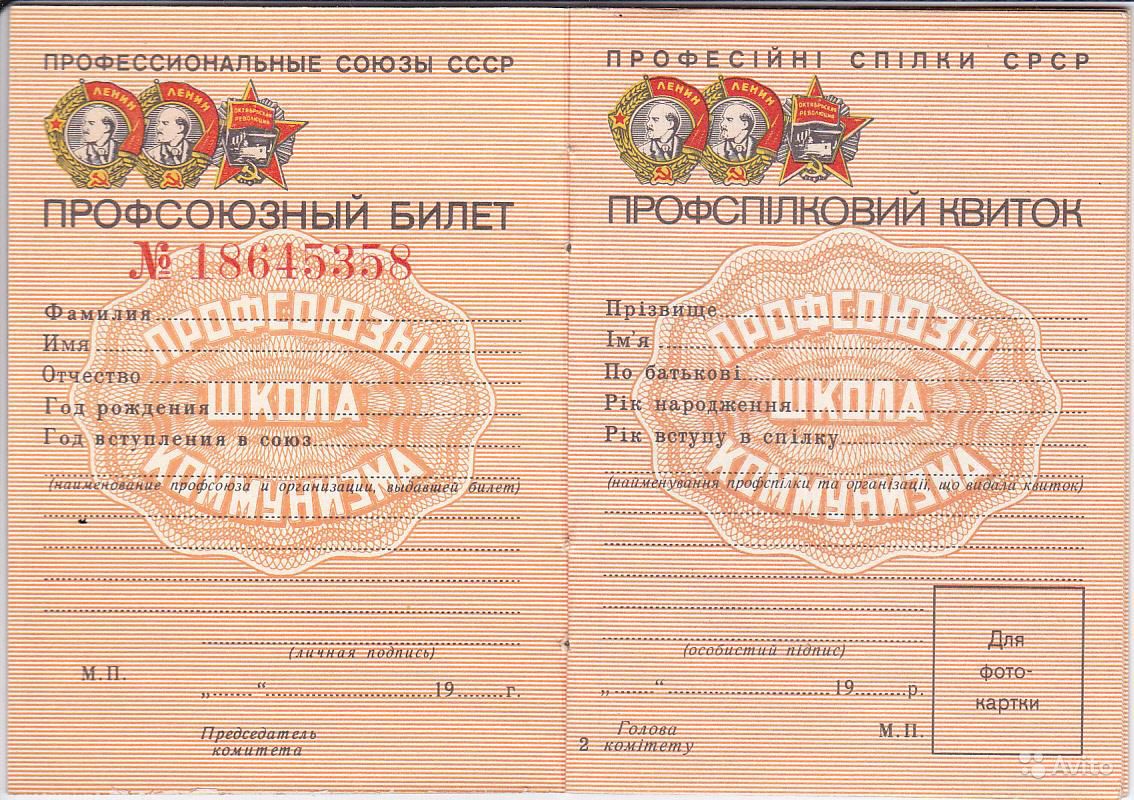 ПРОФЕССИОНАЛЬНЫЕ СОЮЗЫ СССР
ЛЕНИН
ЛЕНИН
ОКТЯБРЬСКАЯ
РЕВОЛЮЦИЯ
ПРОФСОЮЗНЫЙ БИЛЕТ
№ 18645358
ПРОФСОЮЗЫ
ШКОЛА
КОММУНИЗМА
Фамилия
Имя
Отчество
Год рождения
Год вступления в союз
(наименование профсоюза и организации, выдавшей билет)
(личная подпись)
М.П.
„ “ 19 г.
Председатель
комитета
ПРОФЕСІЙНІ СПІЛКИ СРСР
ЛЕНИН
ЛЕНИН
ОКТЯБРЬСКАЯ
РЕВОЛЮЦИЯ
ПРОФСПІЛКОВИЙ КВИТОК
ПРОФСОЮЗЫ
ШКОЛА
КОММУНИЗМА
Прізвище
Ім'я
По батькові
Рік народження
Рік вступу в спілку
(найменування профспілки та організації, що видала квиток)
(особистий підпис)
Для
фото-
картки
„ “ 19 р.
М.П.
Голова
2 комітету
Avito